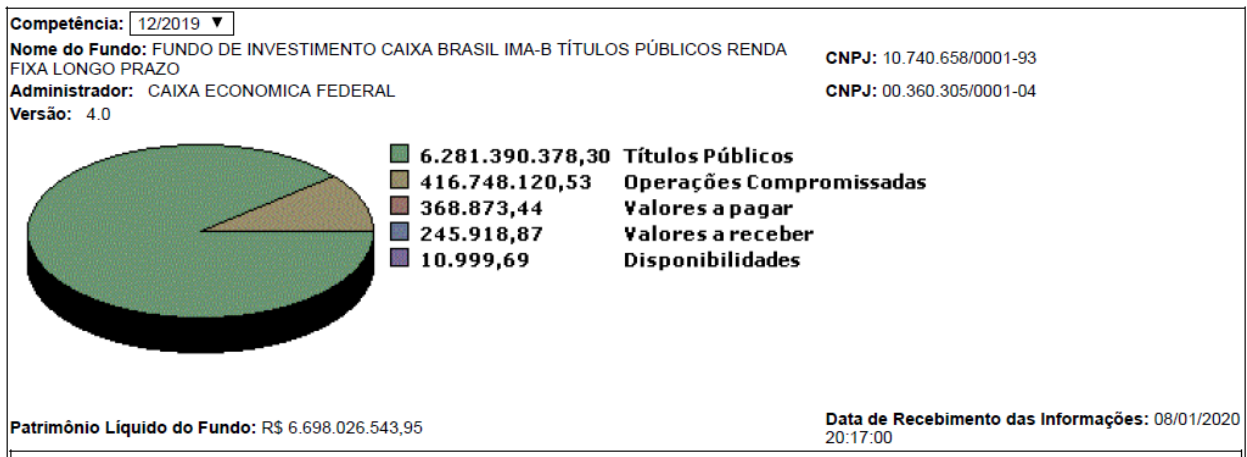 Competência: 12/2019 ▼
Nome do Fundo: FUNDO DE INVESTIMENTO CAIXA BRASIL IMA-B TÍTULOS PÚBLICOS RENDA
FIXA LONGO PRAZO
CNPJ: 10.740.658/0001-93
Administrador: CAIXA ECONOMICA FEDERAL
CNPJ: 00.360.305/0001-04
Versão: 4.0
6.281.390.378,30 Títulos Públicos
416.748.120,53 Operações Compromissadas
368.873,44 Valores a pagar
245.918,87 Valores a receber
10.999,69 Disponibilidades
Patrimônio Líquido do Fundo: R$ 6.698.026.543,95
Data de Recebimento das Informações: 08/01/2020
20:17:00